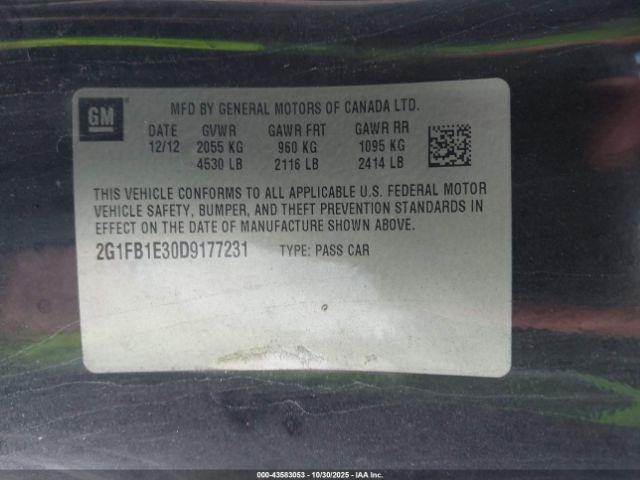 GM
MFD BY GENERAL MOTORS OF CANADA LTD.
DATE GVWR GAWR FRT GAWR RR
12/12 2055 KG 960 KG 1095 KG
4530 LB 2116 LB 2414 LB
THIS VEHICLE CONFORMS TO ALL APPLICABLE U.S. FEDERAL MOTOR
VEHICLE SAFETY, BUMPER, AND THEFT PREVENTION STANDARDS IN
EFFECT ON THE DATE OF MANUFACTURE SHOWN ABOVE.
2G1FB1E30D9177231 TYPE: PASS CAR
000-43583053 | 10/30/2025 | IAA Inc.